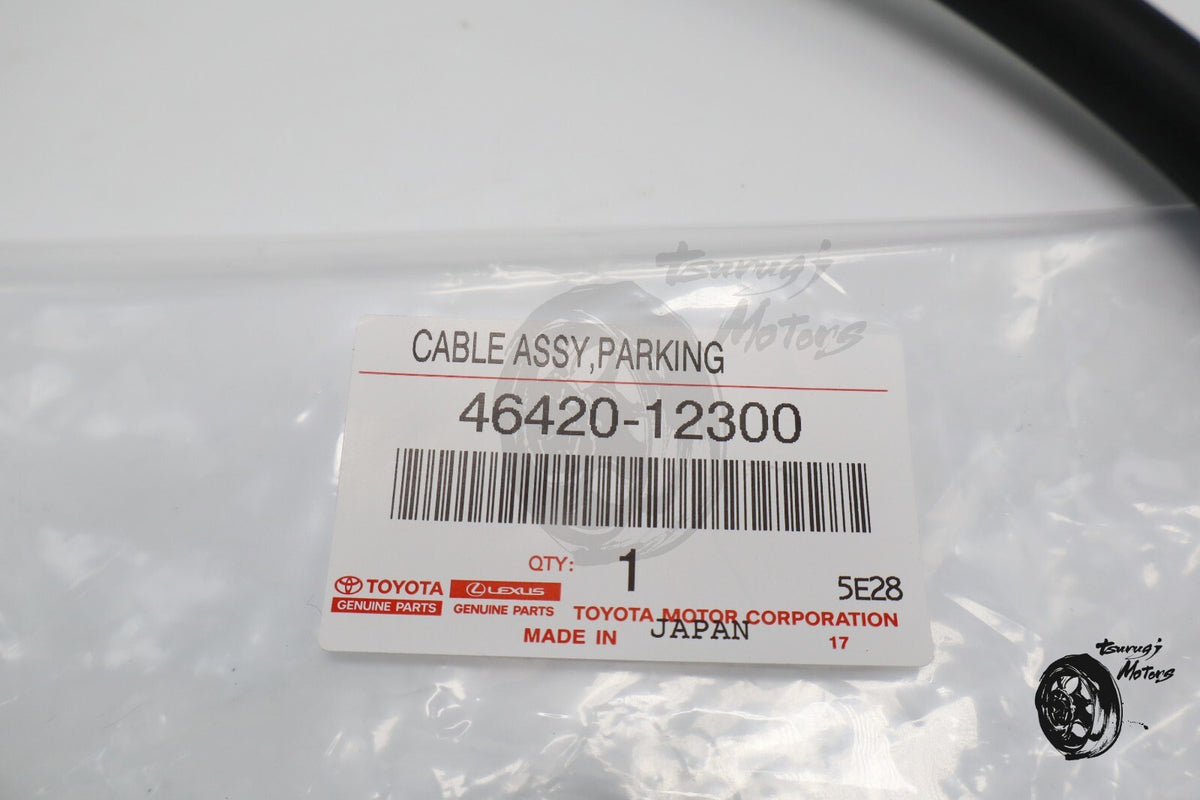 tsurugi
Motors
CABLE ASSY,PARKING
46420-12300
QTY: 1
5E28
TOYOTA
GENUINE PARTS
LEXUS
GENUINE PARTS
TOYOTA MOTOR CORPORATION
MADE IN JAPAN
17
tsurugi
Motors